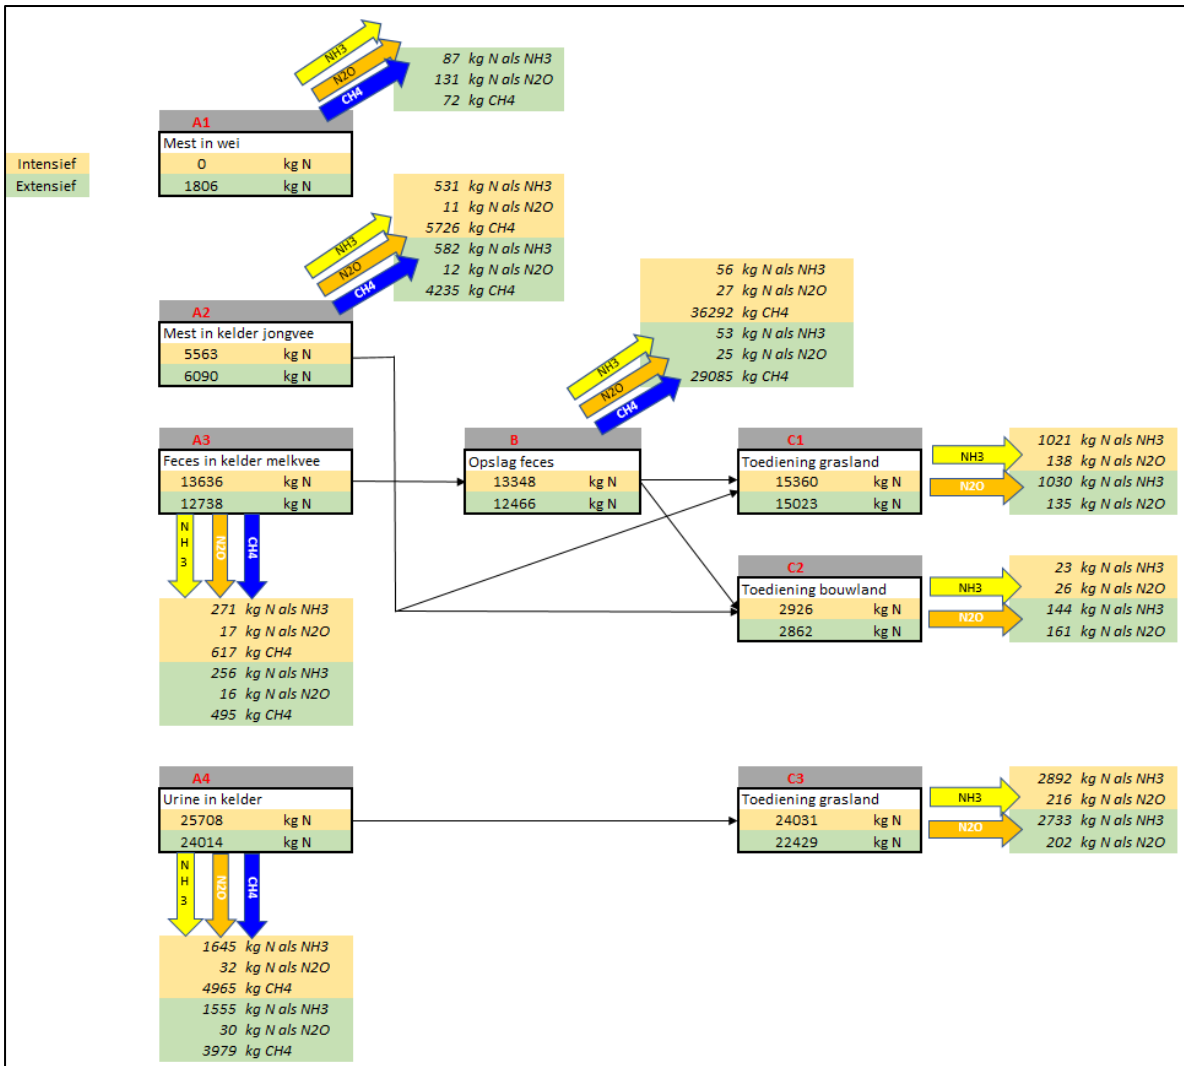 NH3
N2O
CH4
87 kg N als NH3
131 kg N als N2O
72 kg CH4
A1
Mest in wei
0 kg N
1806 kg N
Intensief
Extensief
NH3
N2O
CH4
531 kg N als NH3
11 kg N als N2O
5726 kg CH4
582 kg N als NH3
12 kg N als N2O
4235 kg CH4
A2
Mest in kelder jongvee
5563 kg N
6090 kg N
NH3
N2O
CH4
56 kg N als NH3
27 kg N als N2O
36292 kg CH4
53 kg N als NH3
25 kg N als N2O
29085 kg CH4
A3
Feces in kelder melkvee
13636 kg N
12738 kg N
B
Opslag feces
13348 kg N
12466 kg N
C1
Toediening grasland
15360 kg N
15023 kg N
NH3
N2O
1021 kg N als NH3
138 kg N als N2O
1030 kg N als NH3
135 kg N als N2O
NH3
N2O
CH4
271 kg N als NH3
17 kg N als N2O
617 kg CH4
256 kg N als NH3
16 kg N als N2O
495 kg CH4
C2
Toediening bouwland
2926 kg N
2862 kg N
NH3
N2O
23 kg N als NH3
26 kg N als N2O
144 kg N als NH3
161 kg N als N2O
A4
Urine in kelder
25708 kg N
24014 kg N
C3
Toediening grasland
24031 kg N
22429 kg N
NH3
N2O
2892 kg N als NH3
216 kg N als N2O
2733 kg N als NH3
202 kg N als N2O
NH3
N2O
CH4
1645 kg N als NH3
32 kg N als N2O
4965 kg CH4
1555 kg N als NH3
30 kg N als N2O
3979 kg CH4